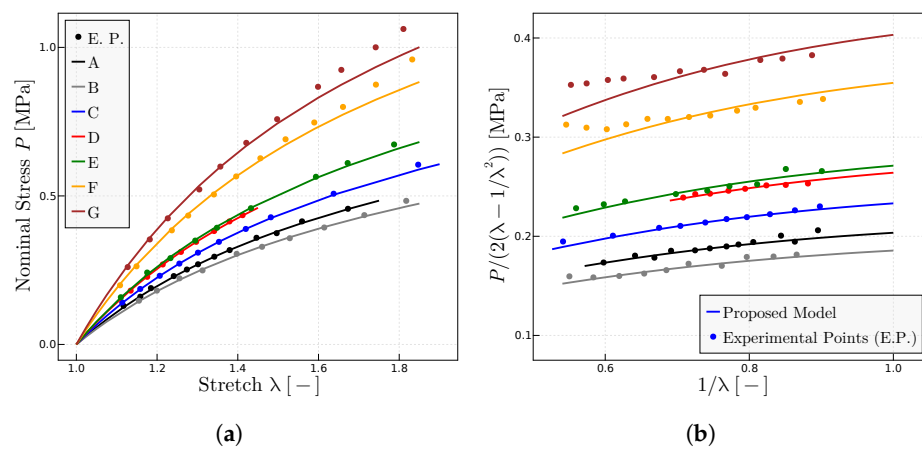 Nominal Stress P [MPa]
1.0
0.5
0.0
E. P.
A
B
C
D
E
F
G
1.0 1.2 1.4 1.6 1.8
Stretch λ [−]
(a)
P/(2(λ − 1/λ²)) [MPa]
0.4
0.3
0.2
0.1
Proposed Model
Experimental Points (E.P.)
0.6 0.8 1.0
1/λ [−]
(b)